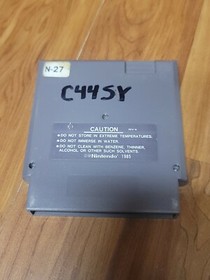 N-27
C44SY
CAUTION
●DO NOT STORE IN EXTREME TEMPERATURES.
●DO NOT IMMERSE IN WATER.
●DO NOT CLEAN WITH BENZENE, THINNER,
ALCOHOL OR OTHER SUCH SOLVENTS.
©Nintendo 1985